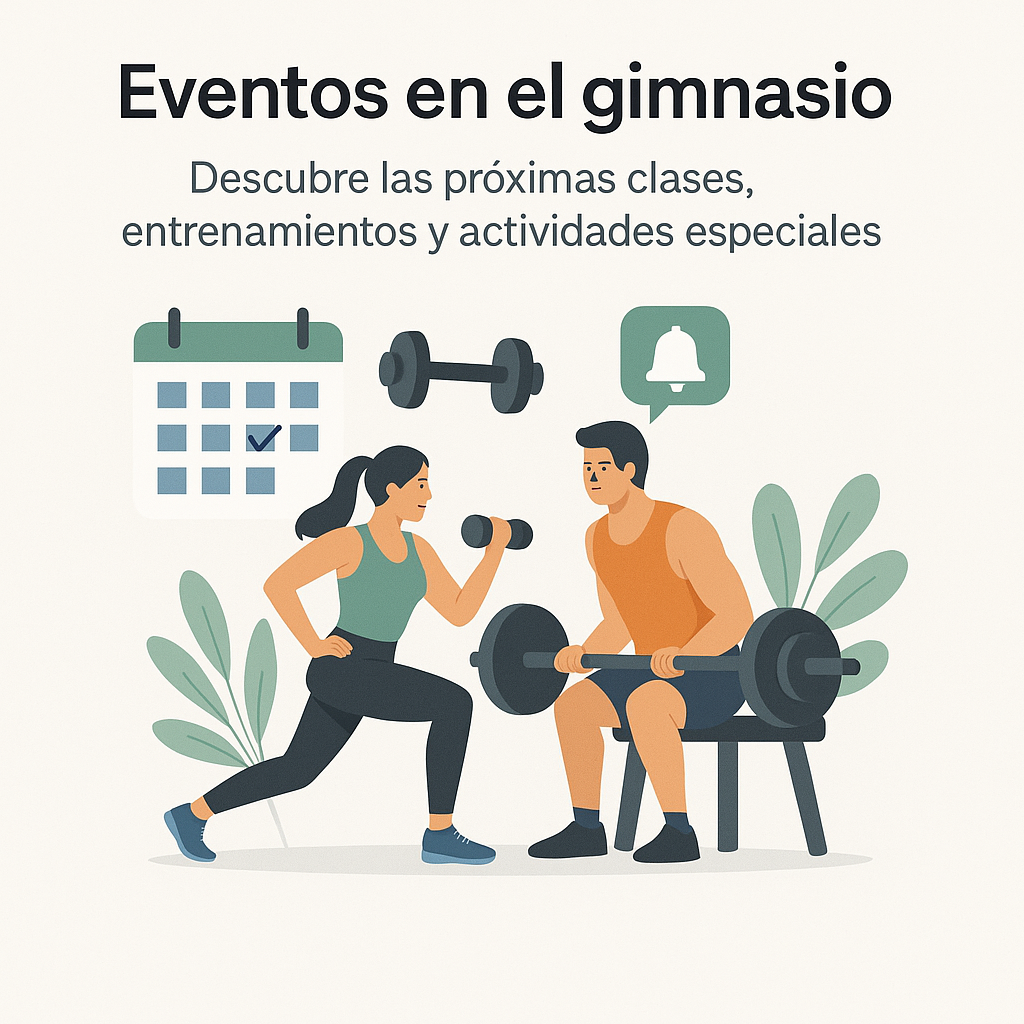 Eventos en el gimnasio
Descubre las próximas clases,
entrenamientos y actividades especiales